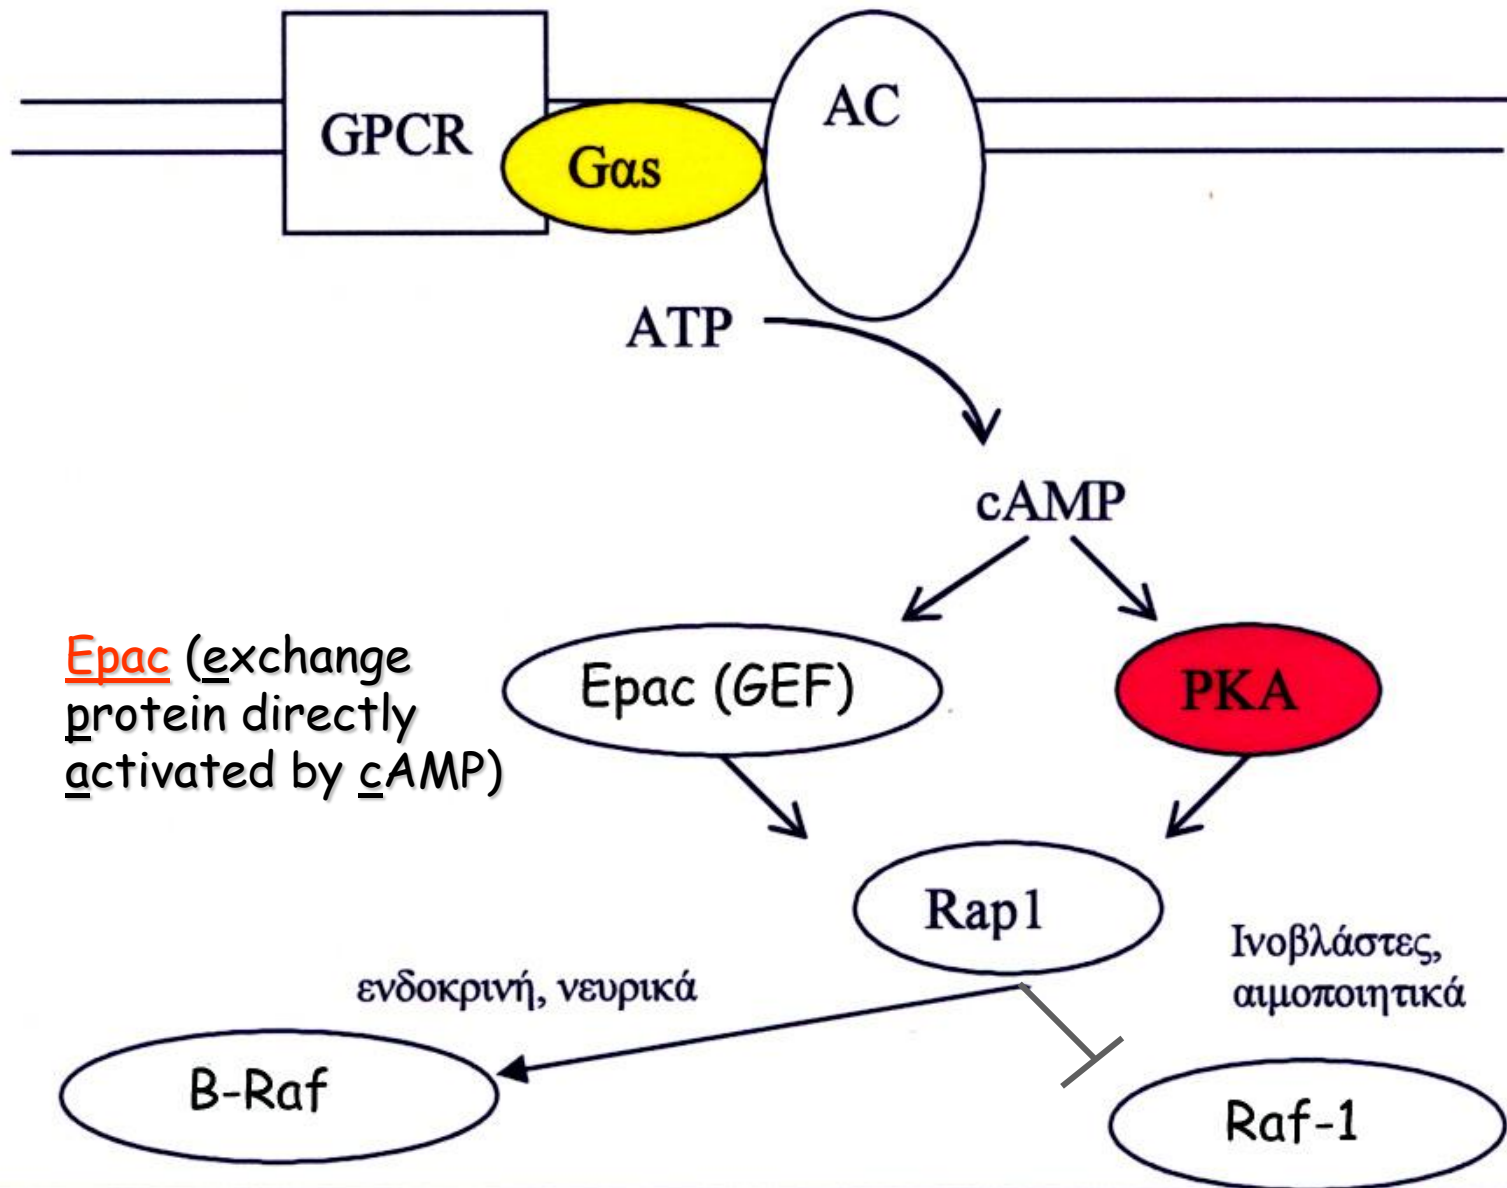 GPCR
Gαs
AC
ATP
cAMP
Epac (exchange
protein directly
activated by cAMP)
Epac (GEF)
PKA
Rap1
Ινοβλάστες,
αιμοποιητικά
ενδοκρινή, νευρικά
B-Raf
Raf-1